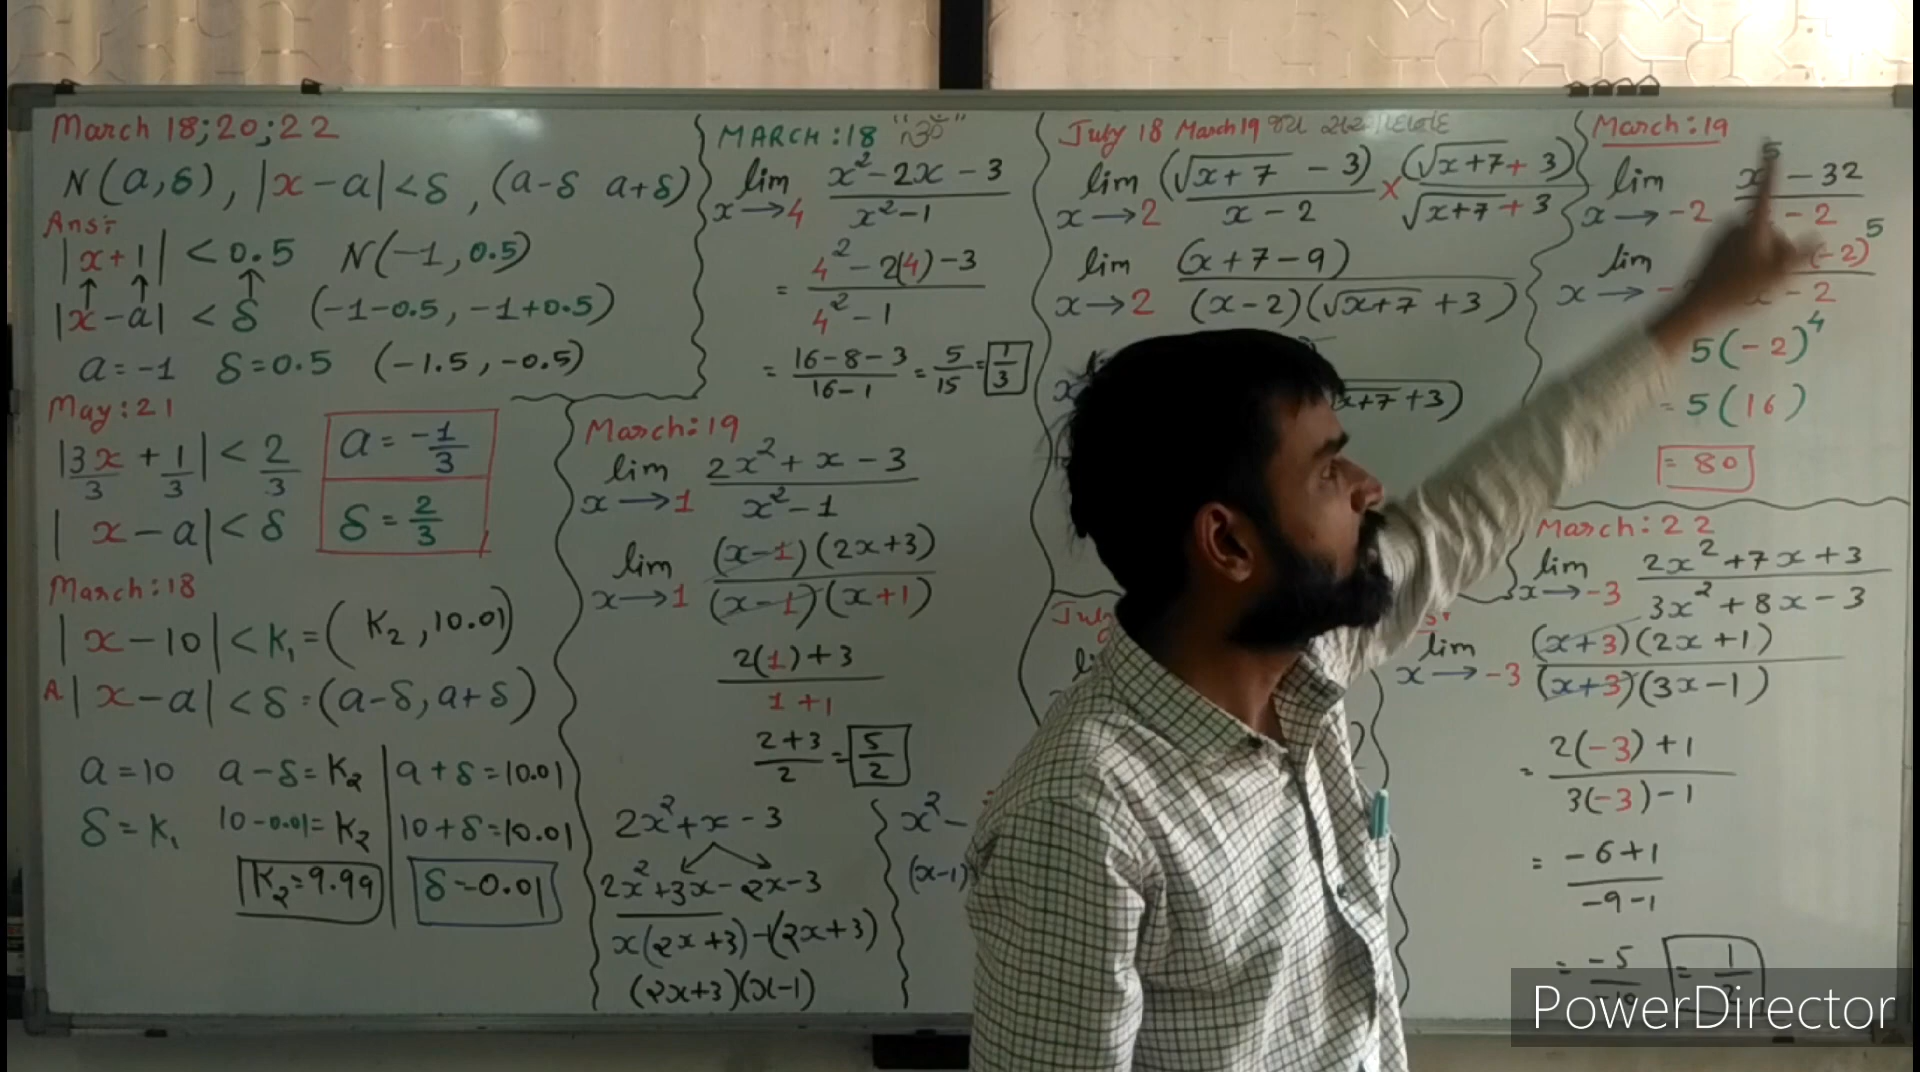 March 18;20;22
N(a,δ), |x-a|<δ, (a-δ a+δ)
Ans:-
|x+1| < 0.5 N(-1, 0.5)
|x-a| < δ (-1-0.5, -1+0.5)
a=-1 δ=0.5 (-1.5, -0.5)
May:21
|3x/3 + 1/3| < 2/3
a = -1/3
|x-a| < δ
δ = 2/3
March:18
|x-10| < K₁ = (K₂, 10.01)
A |x-a| < δ = (a-δ, a+δ)
a=10 a-δ=K₂ a+δ=10.01
δ=K₁ 10-0.01=K₂ 10+δ=10.01
K₂=9.99 δ=0.01
MARCH:18
lim x→4 (x²-2x-3)/(x²-1)
= (4²-2(4)-3)/(4²-1)
= (16-8-3)/(16-1) = 5/15 = 1/3
March:19
lim x→1 (2x²+x-3)/(x²-1)
lim x→1 (x-1)(2x+3)/(x-1)(x+1)
(2(1)+3)/(1+1)
(2+3)/2 = 5/2
2x²+x-3
2x²+3x-2x-3
x(2x+3)-(2x+3)
(2x+3)(x-1)
x²-
(x-1)
July 18 March 19
lim x→2 (√x+7 - 3)/(x-2) × (√x+7 + 3)/(√x+7 + 3)
lim x→2 (x+7-9)/((x-2)(√x+7 + 3))
√x+7 +3)
July
March:19
lim x→-2 (x⁵-32)/-2
lim (-2)⁵
x→ -2
5(-2)⁴
= 5(16)
= 80
March:22
lim x→-3 (2x²+7x+3)/(3x²+8x-3)
lim x→-3 (x+3)(2x+1)/(x+3)(3x-1)
= (2(-3)+1)/(3(-3)-1)
= (-6+1)/(-9-1)
= -5
PowerDirector